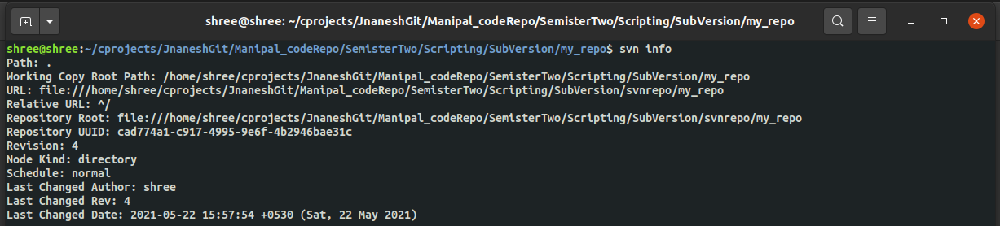 shree@shree: ~/cprojects/JnaneshGit/Manipal_codeRepo/SemisterTwo/Scripting/SubVersion/my_repo
shree@shree:~/cprojects/JnaneshGit/Manipal_codeRepo/SemisterTwo/Scripting/SubVersion/my_repo$ svn info
Path: .
Working Copy Root Path: /home/shree/cprojects/JnaneshGit/Manipal_codeRepo/SemisterTwo/Scripting/SubVersion/my_repo
URL: file:///home/shree/cprojects/JnaneshGit/Manipal_codeRepo/SemisterTwo/Scripting/SubVersion/svnrepo/my_repo
Relative URL: ^/
Repository Root: file:///home/shree/cprojects/JnaneshGit/Manipal_codeRepo/SemisterTwo/Scripting/SubVersion/svnrepo/my_repo
Repository UUID: cad774a1-c917-4995-9e6f-4b2946bae31c
Revision: 4
Node Kind: directory
Schedule: normal
Last Changed Author: shree
Last Changed Rev: 4
Last Changed Date: 2021-05-22 15:57:54 +0530 (Sat, 22 May 2021)